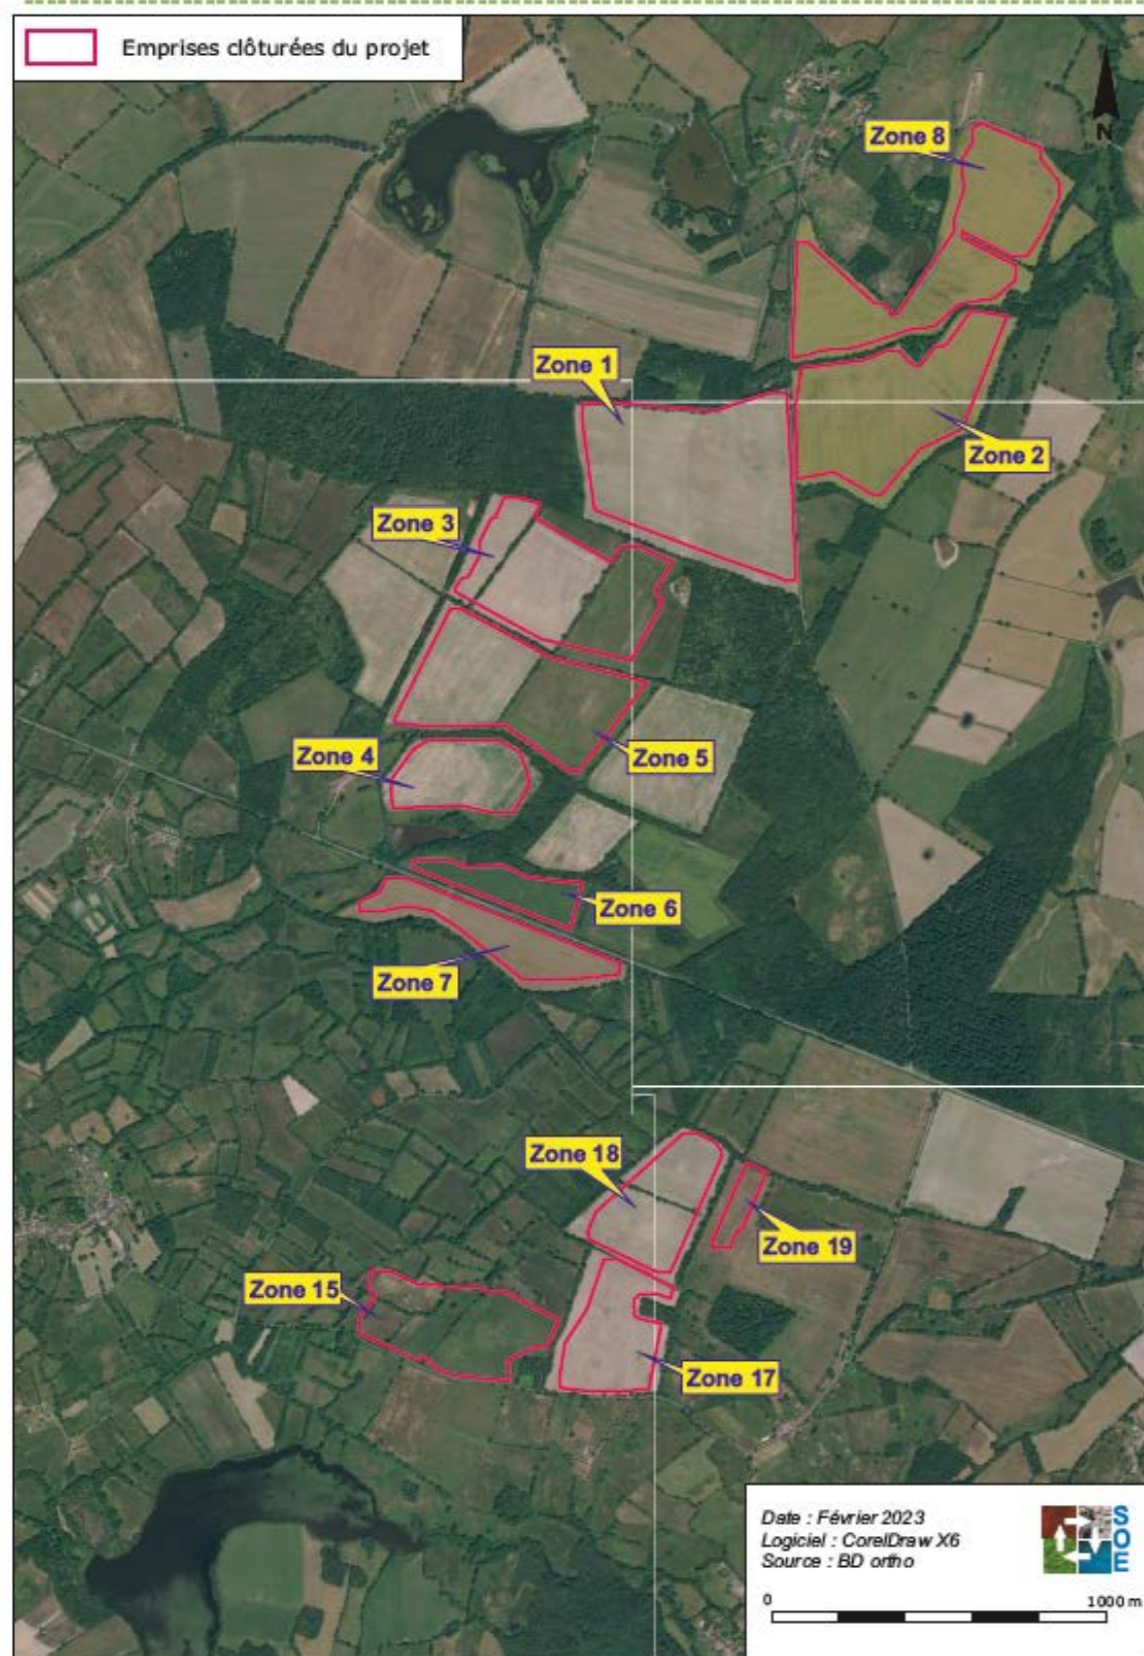 Emprises clôturées du projet
N
Zone 8
Zone 1
Zone 2
Zone 3
Zone 4
Zone 5
Zone 6
Zone 7
Zone 18
Zone 19
Zone 15
Zone 17
Date : Février 2023
Logiciel : CorelDraw X6
Source : BD ortho
SOE
0 1000 m